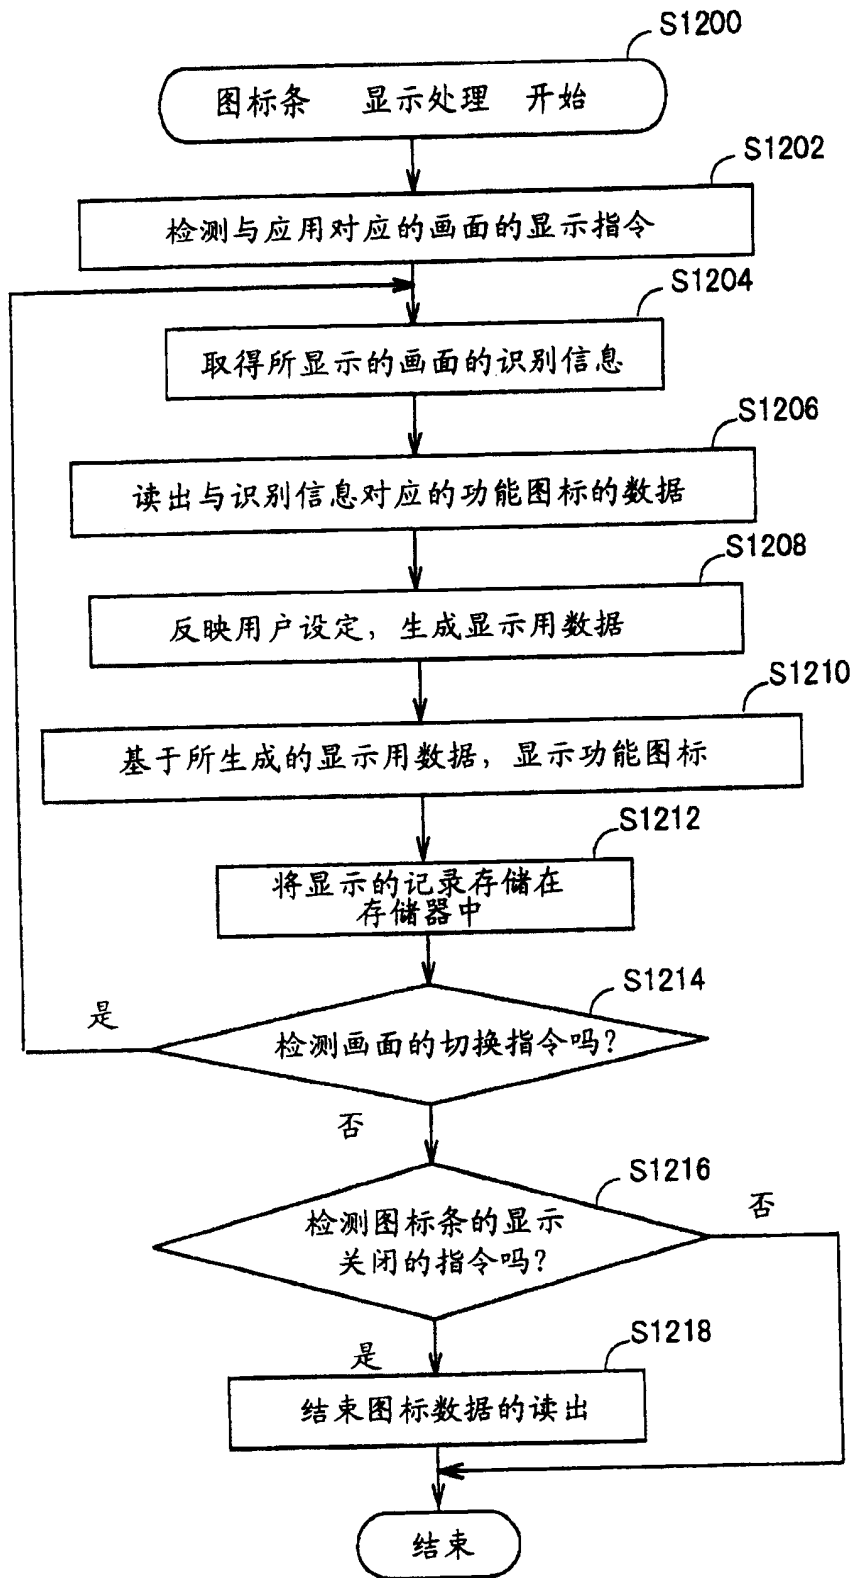 S1200
图标条 显示处理 开始
S1202
检测与应用对应的画面的显示指令
S1204
取得所显示的画面的识别信息
S1206
读出与识别信息对应的功能图标的数据
S1208
反映用户设定，生成显示用数据
S1210
基于所生成的显示用数据，显示功能图标
S1212
将显示的记录存储在
存储器中
S1214
是
检测画面的切换指令吗？
否
S1216
否
检测图标条的显示
关闭的指令吗？
是
S1218
结束图标数据的读出
结束